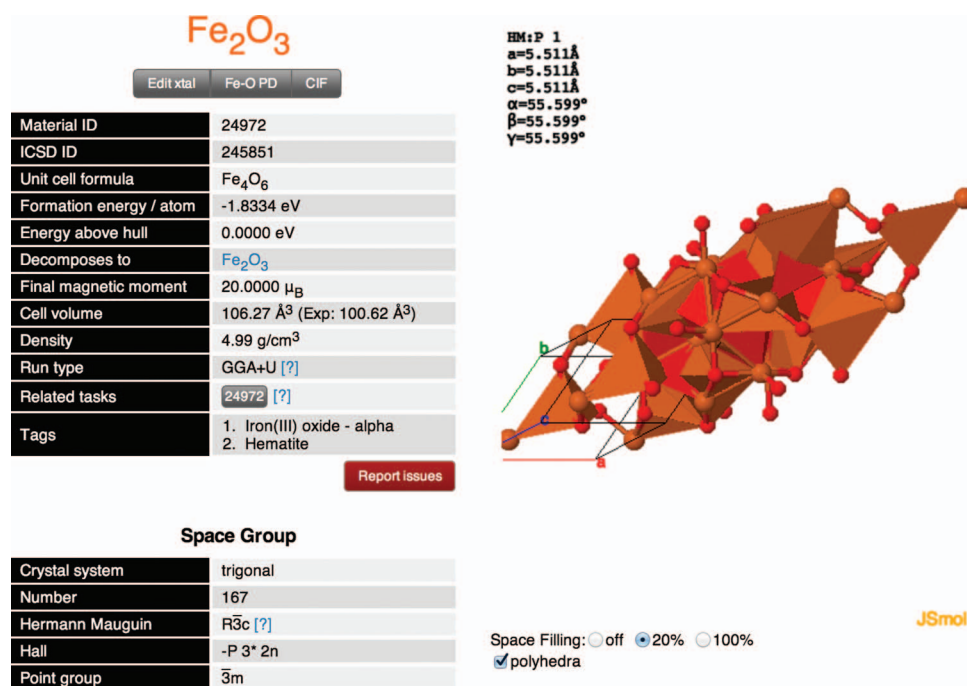 Fe₂O₃
Edit xtal Fe-O PD CIF
Material ID 24972
ICSD ID 245851
Unit cell formula Fe₄O₆
Formation energy / atom -1.8334 eV
Energy above hull 0.0000 eV
Decomposes to Fe₂O₃
Final magnetic moment 20.0000 μB
Cell volume 106.27 Å³ (Exp: 100.62 Å³)
Density 4.99 g/cm³
Run type GGA+U [?]
Related tasks 24972 [?]
Tags 1. Iron(III) oxide - alpha
2. Hematite
Report issues
Space Group
Crystal system trigonal
Number 167
Hermann Mauguin R3̅c [?]
Hall -P 3* 2n
Point group 3̅m
HM:P 1
a=5.511Å
b=5.511Å
c=5.511Å
α=55.599°
β=55.599°
γ=55.599°
b
c
a
JSmol
Space Filling: off 20% 100%
polyhedra